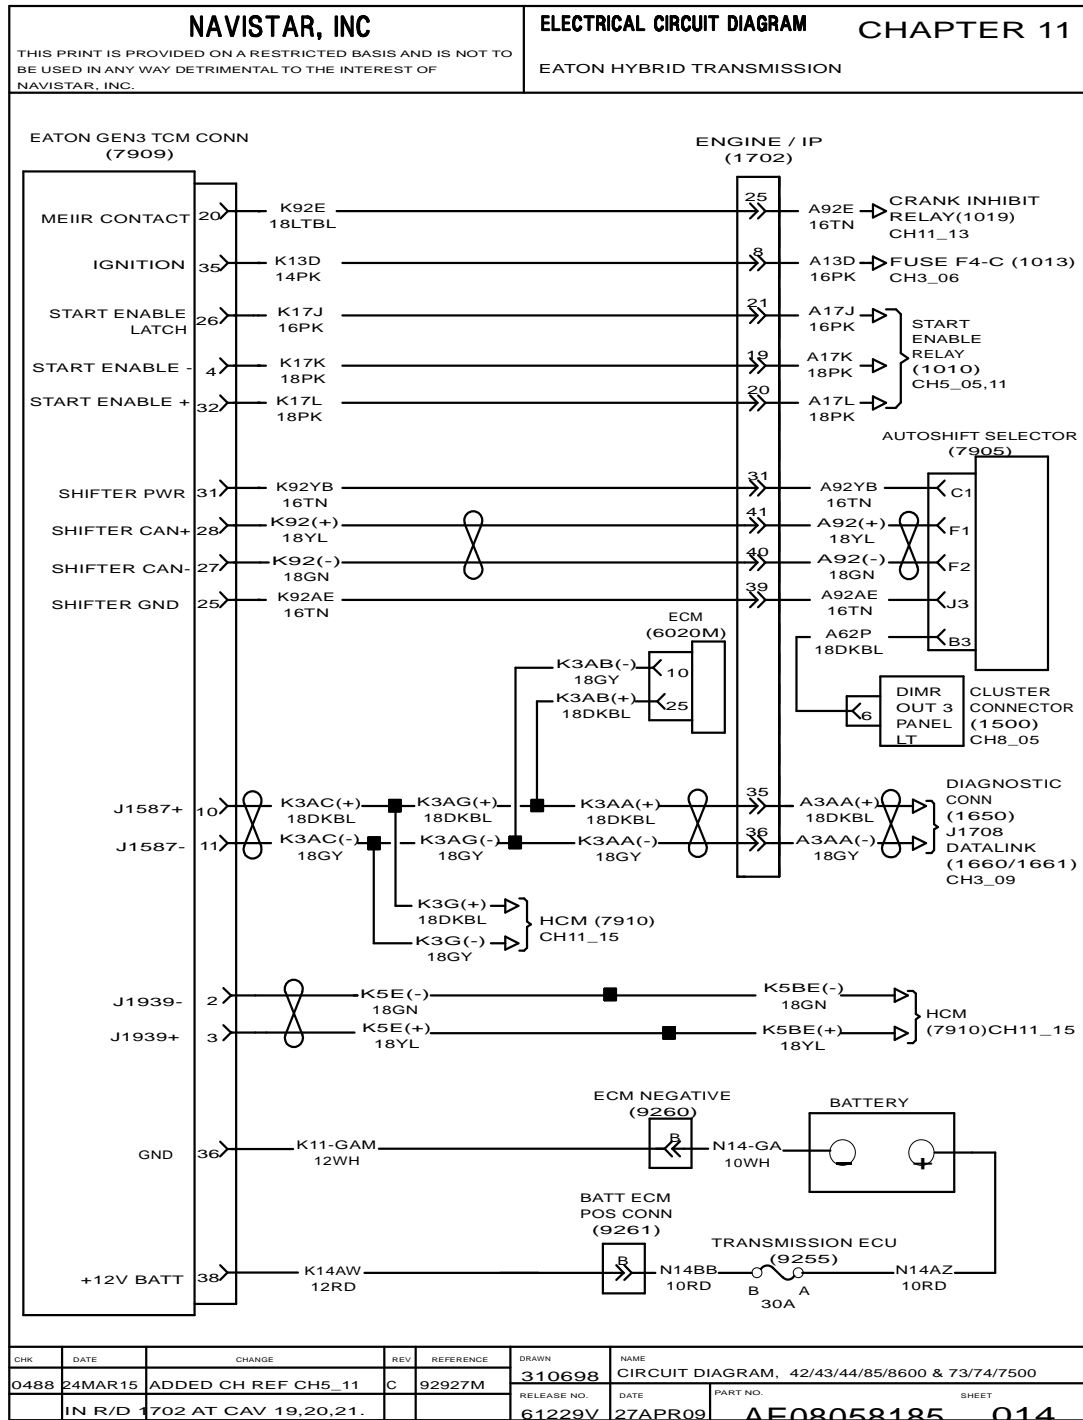 NAVISTAR, INC
THIS PRINT IS PROVIDED ON A RESTRICTED BASIS AND IS NOT TO
BE USED IN ANY WAY DETRIMENTAL TO THE INTEREST OF
NAVISTAR, INC.
ELECTRICAL CIRCUIT DIAGRAM
CHAPTER 11
EATON HYBRID TRANSMISSION
EATON GEN3 TCM CONN
(7909)
ENGINE / IP
(1702)
MEIIR CONTACT
20
K92E
18LTBL
25
A92E
16TN
CRANK INHIBIT
RELAY(1019)
CH11_13
IGNITION
35
K13D
14PK
8
A13D
16PK
FUSE F4-C (1013)
CH3_06
START ENABLE
LATCH
26
K17J
16PK
21
A17J
16PK
START ENABLE -
4
K17K
18PK
19
A17K
18PK
START
ENABLE
RELAY
(1010)
CH5_05,11
START ENABLE +
32
K17L
18PK
20
A17L
18PK
AUTOSHIFT SELECTOR
(7905)
SHIFTER PWR
31
K92YB
16TN
31
A92YB
16TN
C1
SHIFTER CAN+
28
K92(+)
18YL
41
A92(+)
18YL
F1
SHIFTER CAN-
27
K92(-)
18GN
40
A92(-)
18GN
F2
SHIFTER GND
25
K92AE
16TN
39
A92AE
16TN
J3
A62P
18DKBL
B3
ECM
(6020M)
K3AB(-)
18GY
10
K3AB(+)
18DKBL
25
6
DIMR
OUT 3
PANEL
LT
CLUSTER
CONNECTOR
(1500)
CH8_05
J1587+
10
K3AC(+)
18DKBL
K3AG(+)
18DKBL
K3AA(+)
18DKBL
35
A3AA(+)
18DKBL
J1587-
11
K3AC(-)
18GY
K3AG(-)
18GY
K3AA(-)
18GY
36
A3AA(-)
18GY
DIAGNOSTIC
CONN
(1650)
J1708
DATALINK
(1660/1661)
CH3_09
K3G(+)
18DKBL
K3G(-)
18GY
HCM (7910)
CH11_15
J1939-
2
K5E(-)
18GN
K5BE(-)
18GN
J1939+
3
K5E(+)
18YL
K5BE(+)
18YL
HCM
(7910)CH11_15
ECM NEGATIVE
(9260)
BATTERY
GND
36
K11-GAM
12WH
B
N14-GA
10WH
-
+
BATT ECM
POS CONN
(9261)
TRANSMISSION ECU
(9255)
+12V BATT
38
K14AW
12RD
B
N14BB
10RD
B
A
30A
N14AZ
10RD
CHK DATE CHANGE REV REFERENCE
0488 24MAR15 ADDED CH REF CH5_11 C 92927M
IN R/D 1702 AT CAV 19,20,21.
DRAWN
310698
NAME
CIRCUIT DIAGRAM, 42/43/44/85/8600 & 73/74/7500
RELEASE NO.
61229V
DATE
27APR09
PART NO.
AE08058185
SHEET
014